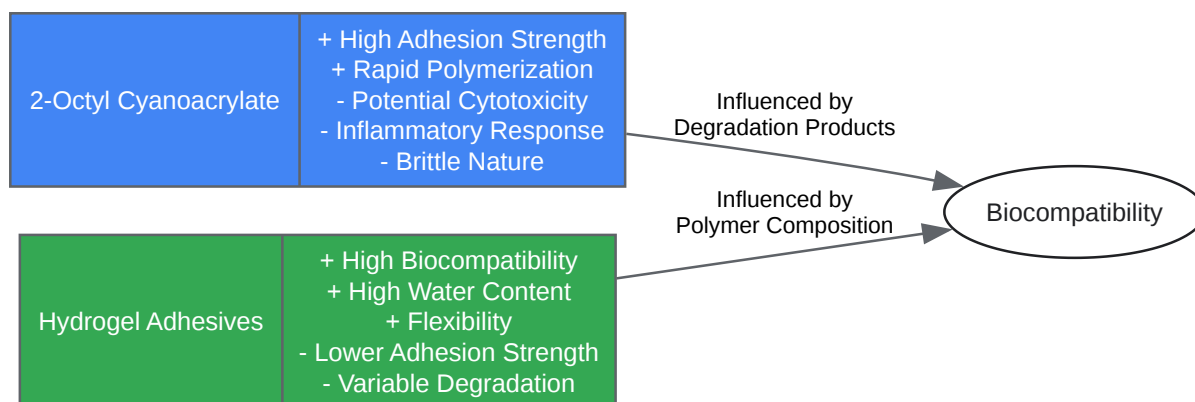 2-Octyl Cyanoacrylate
+ High Adhesion Strength
+ Rapid Polymerization
- Potential Cytotoxicity
- Inflammatory Response
- Brittle Nature
Influenced by
Degradation Products
Hydrogel Adhesives
+ High Biocompatibility
+ High Water Content
+ Flexibility
- Lower Adhesion Strength
- Variable Degradation
Influenced by
Polymer Composition
Biocompatibility